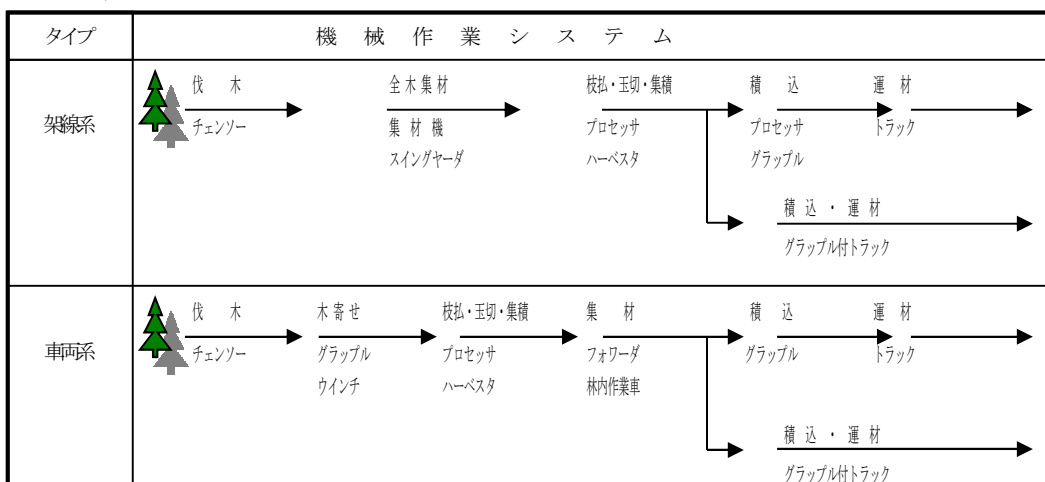 タイプ 機械作業システム
架線系
伐木 全木集材 枝払・玉切・集積 積込 運材
チェンソー 集材機 プロセッサ プロセッサ トラック
スイングヤーダ ハーベスタ グラップル
積込・運材
グラップル付トラック
車両系
伐木 木寄せ 枝払・玉切・集積 集材 積込 運材
チェンソー グラップル プロセッサ フォワーダ グラップル トラック
ウインチ ハーベスタ 林内作業車
積込・運材
グラップル付トラック